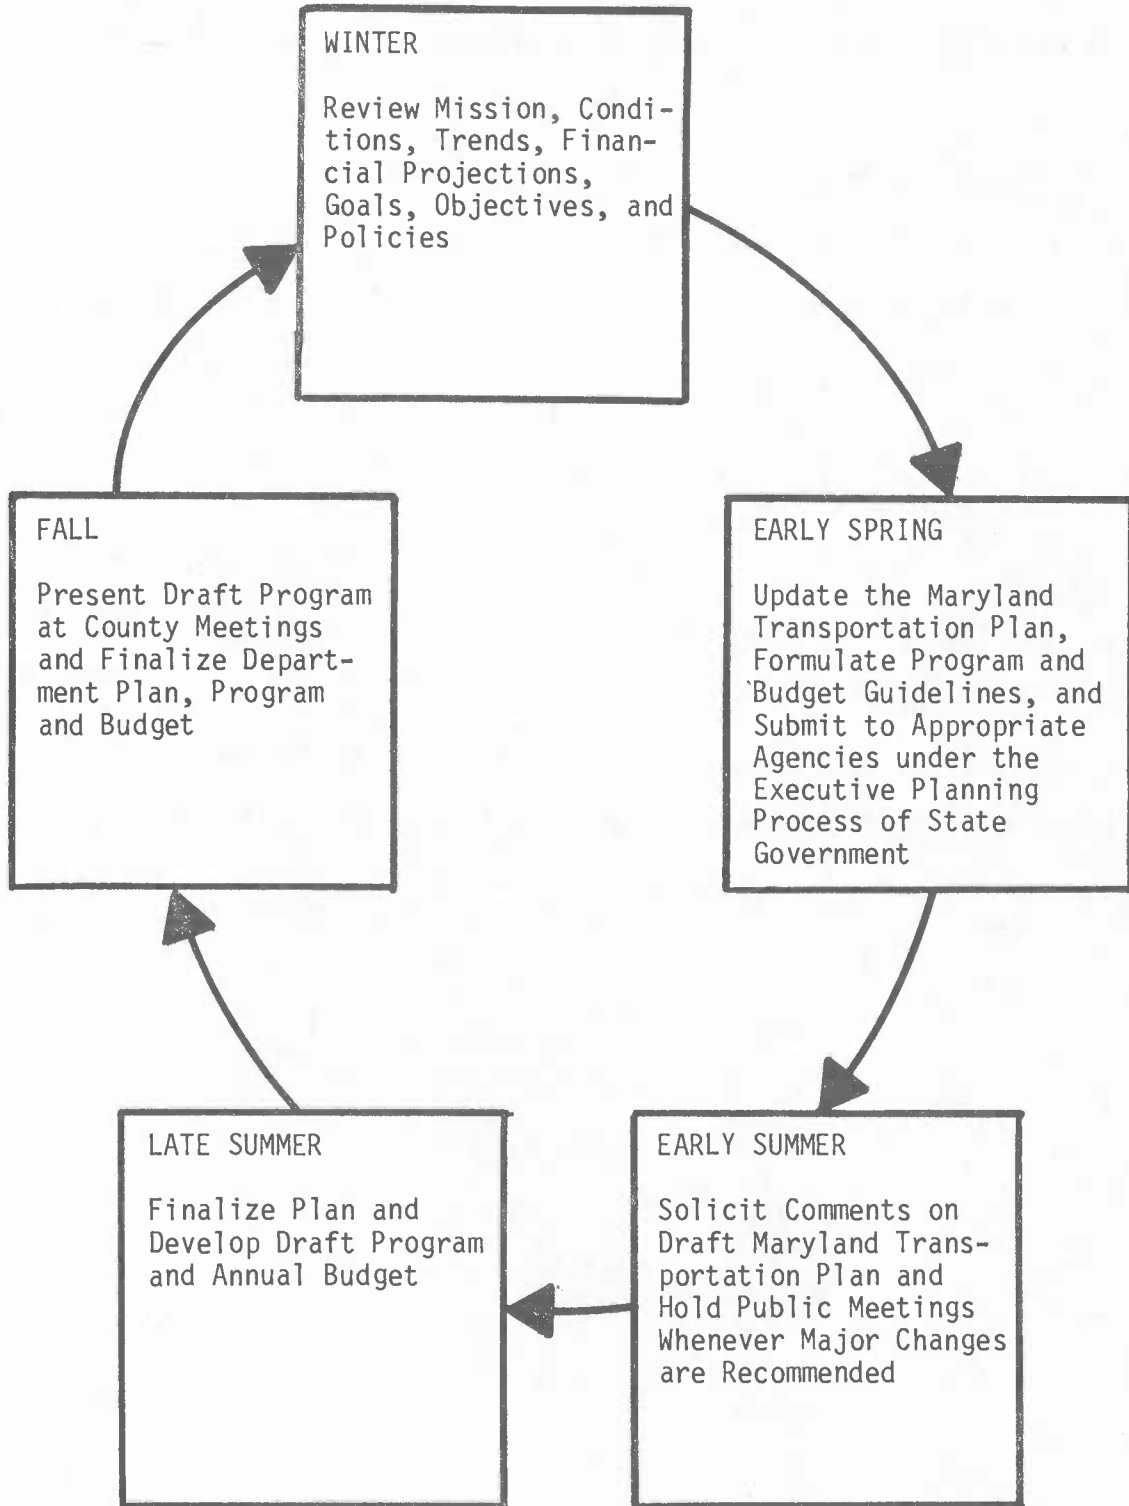 WINTER
Review Mission, Condi-
tions, Trends, Finan-
cial Projections,
Goals, Objectives, and
Policies
EARLY SPRING
Update the Maryland
Transportation Plan,
Formulate Program and
Budget Guidelines, and
Submit to Appropriate
Agencies under the
Executive Planning
Process of State
Government
EARLY SUMMER
Solicit Comments on
Draft Maryland Trans-
portation Plan and
Hold Public Meetings
Whenever Major Changes
are Recommended
LATE SUMMER
Finalize Plan and
Develop Draft Program
and Annual Budget
FALL
Present Draft Program
at County Meetings
and Finalize Depart-
ment Plan, Program
and Budget